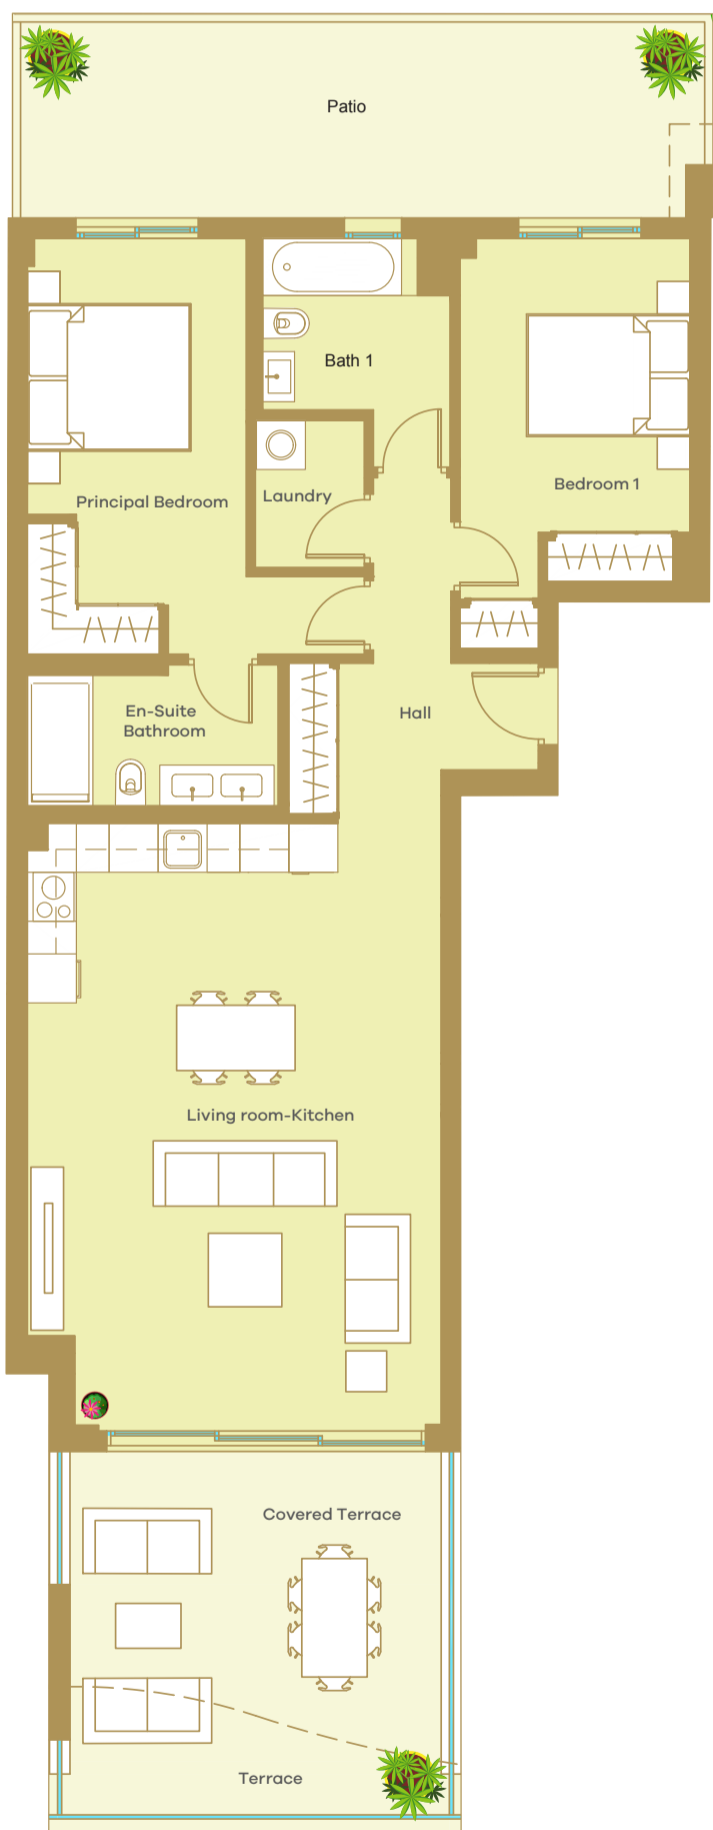 Patio
Bath 1
Bedroom 1
Laundry
Principal Bedroom
En-Suite
Bathroom
Hall
Living room-Kitchen
Covered Terrace
Terrace